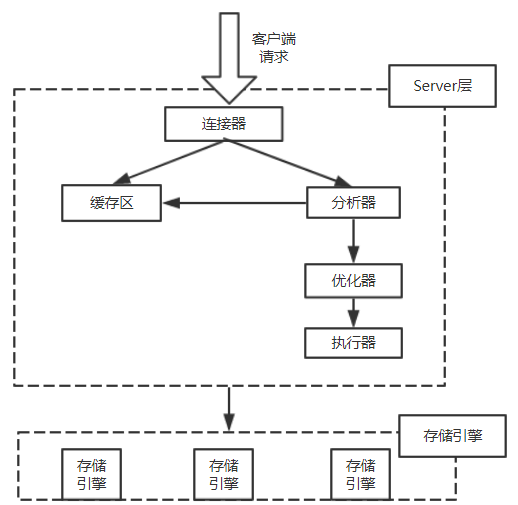 客户端
请求
Server层
连接器
缓存区
分析器
优化器
执行器
存储引擎
存储
引擎
存储
引擎
存储
引擎